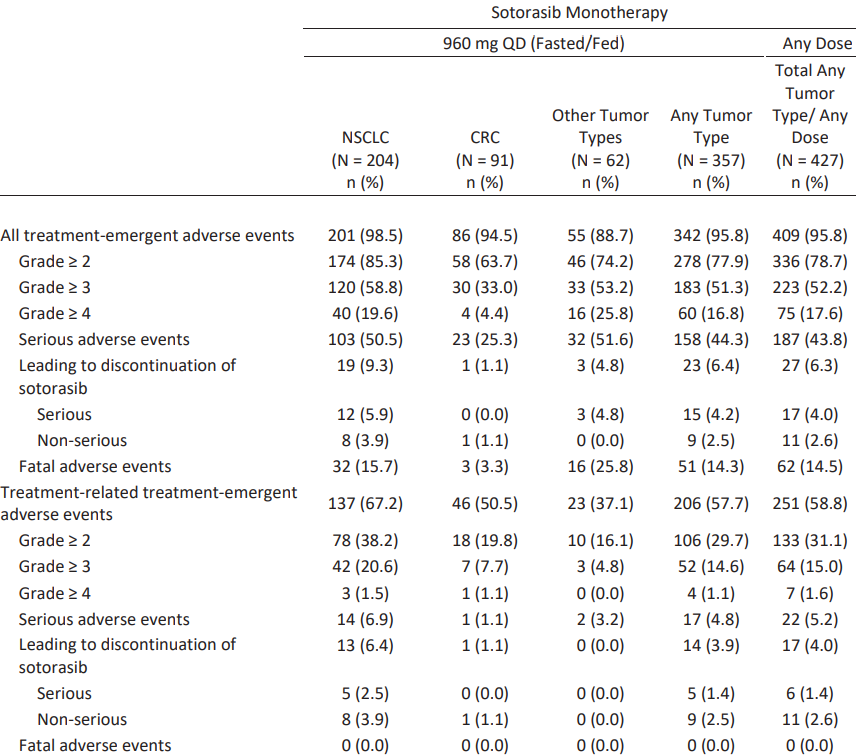 Sotorasib Monotherapy
960 mg QD (Fasted/Fed) Any Dose
Total Any
Tumor
Other Tumor Any Tumor Type/ Any
NSCLC CRC Types Type Dose
(N = 204) (N = 91) (N = 62) (N = 357) (N = 427)
n (%) n (%) n (%) n (%) n (%)
All treatment-emergent adverse events 201 (98.5) 86 (94.5) 55 (88.7) 342 (95.8) 409 (95.8)
Grade ≥ 2 174 (85.3) 58 (63.7) 46 (74.2) 278 (77.9) 336 (78.7)
Grade ≥ 3 120 (58.8) 30 (33.0) 33 (53.2) 183 (51.3) 223 (52.2)
Grade ≥ 4 40 (19.6) 4 (4.4) 16 (25.8) 60 (16.8) 75 (17.6)
Serious adverse events 103 (50.5) 23 (25.3) 32 (51.6) 158 (44.3) 187 (43.8)
Leading to discontinuation of 19 (9.3) 1 (1.1) 3 (4.8) 23 (6.4) 27 (6.3)
sotorasib
Serious 12 (5.9) 0 (0.0) 3 (4.8) 15 (4.2) 17 (4.0)
Non-serious 8 (3.9) 1 (1.1) 0 (0.0) 9 (2.5) 11 (2.6)
Fatal adverse events 32 (15.7) 3 (3.3) 16 (25.8) 51 (14.3) 62 (14.5)
Treatment-related treatment-emergent 137 (67.2) 46 (50.5) 23 (37.1) 206 (57.7) 251 (58.8)
adverse events
Grade ≥ 2 78 (38.2) 18 (19.8) 10 (16.1) 106 (29.7) 133 (31.1)
Grade ≥ 3 42 (20.6) 7 (7.7) 3 (4.8) 52 (14.6) 64 (15.0)
Grade ≥ 4 3 (1.5) 1 (1.1) 0 (0.0) 4 (1.1) 7 (1.6)
Serious adverse events 14 (6.9) 1 (1.1) 2 (3.2) 17 (4.8) 22 (5.2)
Leading to discontinuation of 13 (6.4) 1 (1.1) 0 (0.0) 14 (3.9) 17 (4.0)
sotorasib
Serious 5 (2.5) 0 (0.0) 0 (0.0) 5 (1.4) 6 (1.4)
Non-serious 8 (3.9) 1 (1.1) 0 (0.0) 9 (2.5) 11 (2.6)
Fatal adverse events 0 (0.0) 0 (0.0) 0 (0.0) 0 (0.0) 0 (0.0)